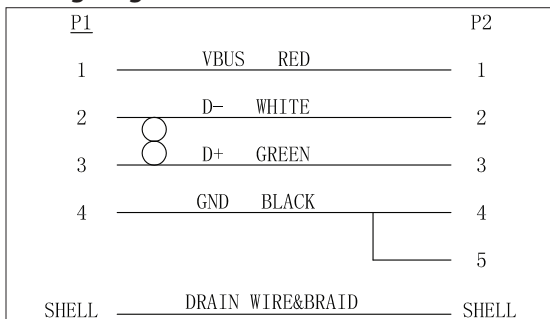 P1 P2
1 VBUS RED 1
2 D- WHITE 2
3 D+ GREEN 3
4 GND BLACK 4
5
SHELL DRAIN WIRE&BRAID SHELL